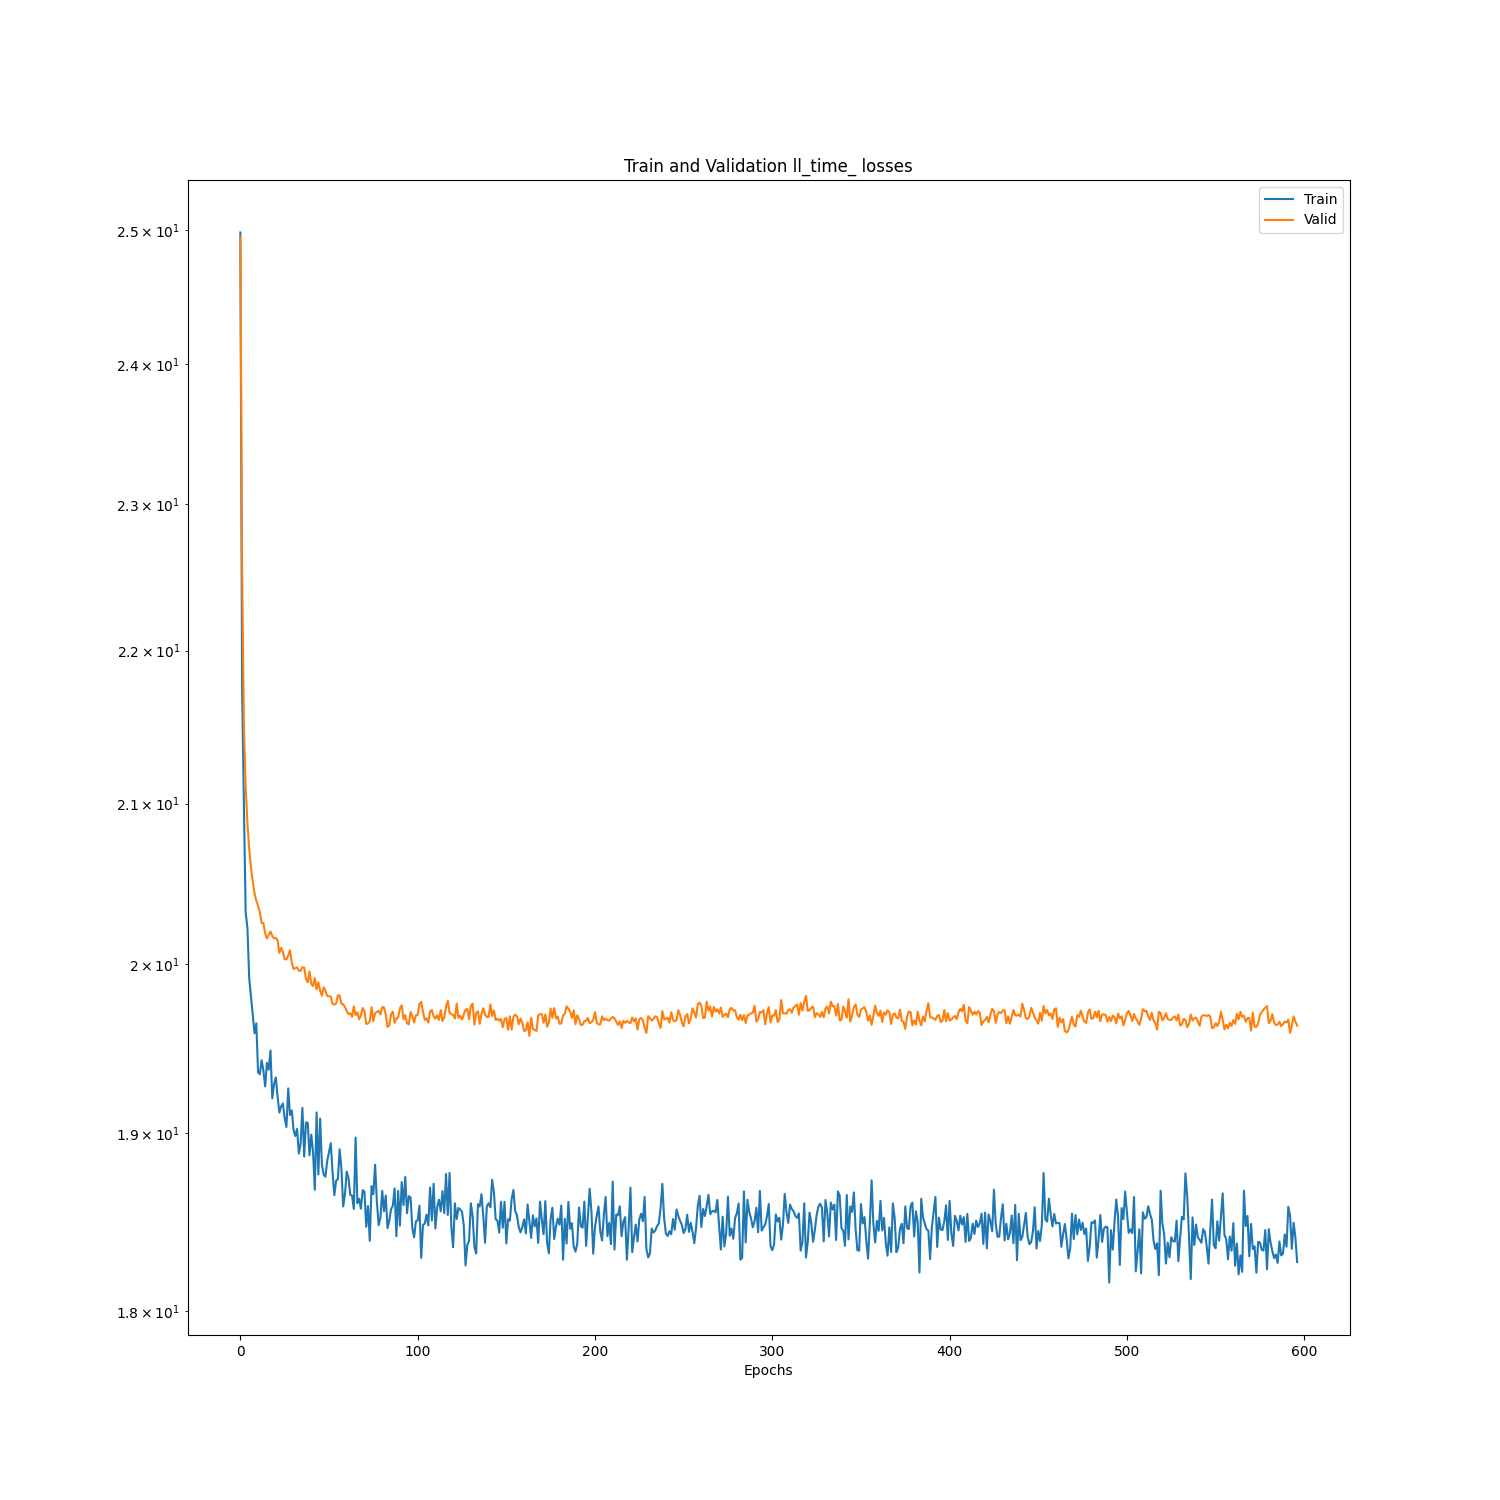 Train and Validation ll_time_ losses
Train
Valid
2.5 × 10¹
2.4 × 10¹
2.3 × 10¹
2.2 × 10¹
2.1 × 10¹
2 × 10¹
1.9 × 10¹
1.8 × 10¹
0 100 200 300 400 500 600
Epochs